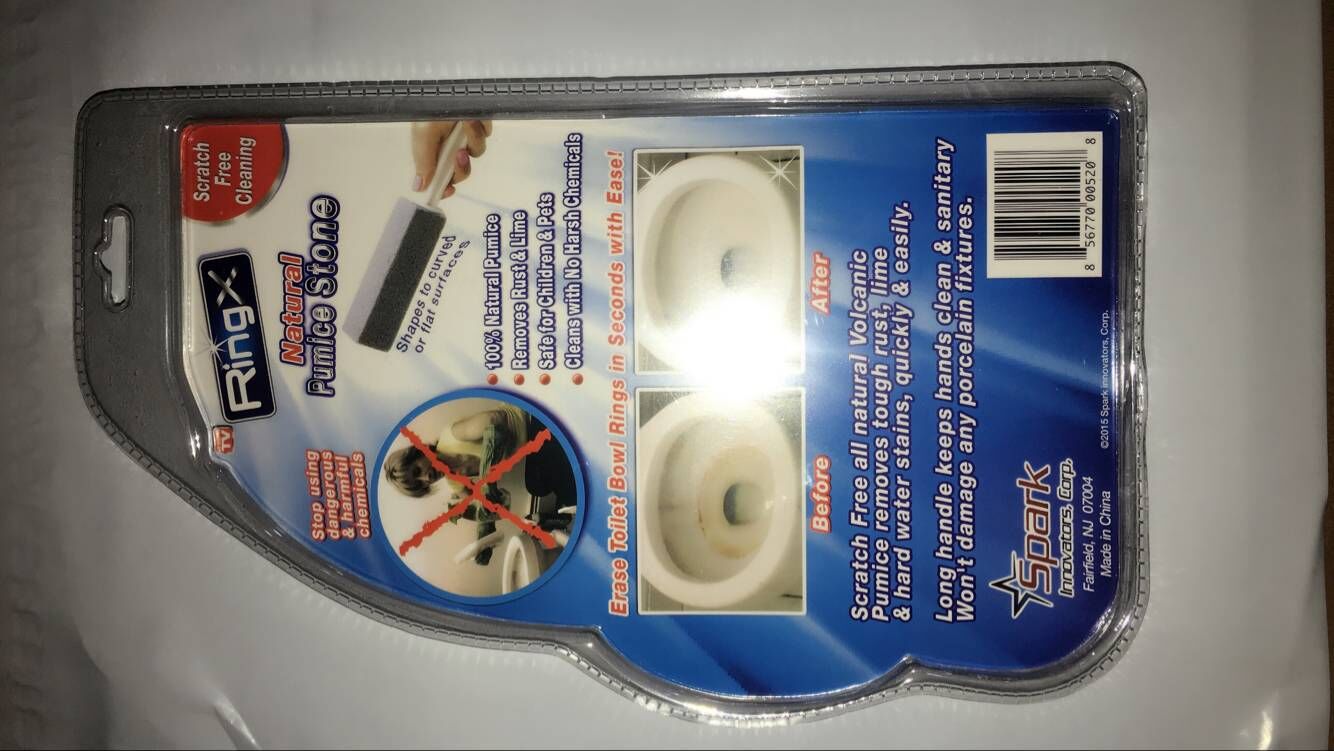 Scratch
Free
Cleaning
TV
Ring X
Natural
Pumice Stone
Shapes to curved
or flat surfaces
Stop using
dangerous
& harmful
chemicals
• 100% Natural Pumice
• Removes Rust & Lime
• Safe for Children & Pets
• Cleans with No Harsh Chemicals
Erase Toilet Bowl Rings in Seconds with Ease!
Before
After
Scratch Free all natural Volcanic
Pumice removes tough rust, lime
& hard water stains, quickly & easily.
Long handle keeps hands clean & sanitary
Won't damage any porcelain fixtures.
Spark
Innovators, Corp.
Fairfield, NJ 07004
Made in China
©2015 Spark Innovators, Corp.
8 56770 00520 8